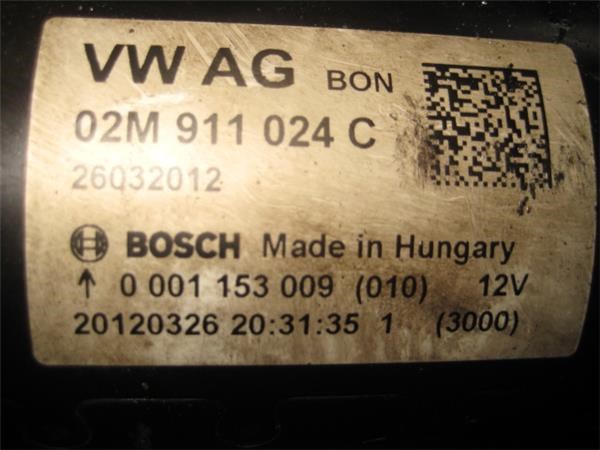 VW AG BON
02M 911 024 C
26032012
BOSCH Made in Hungary
↑ 0 001 153 009 (010) 12V
20120326 20:31:35 1 (3000)